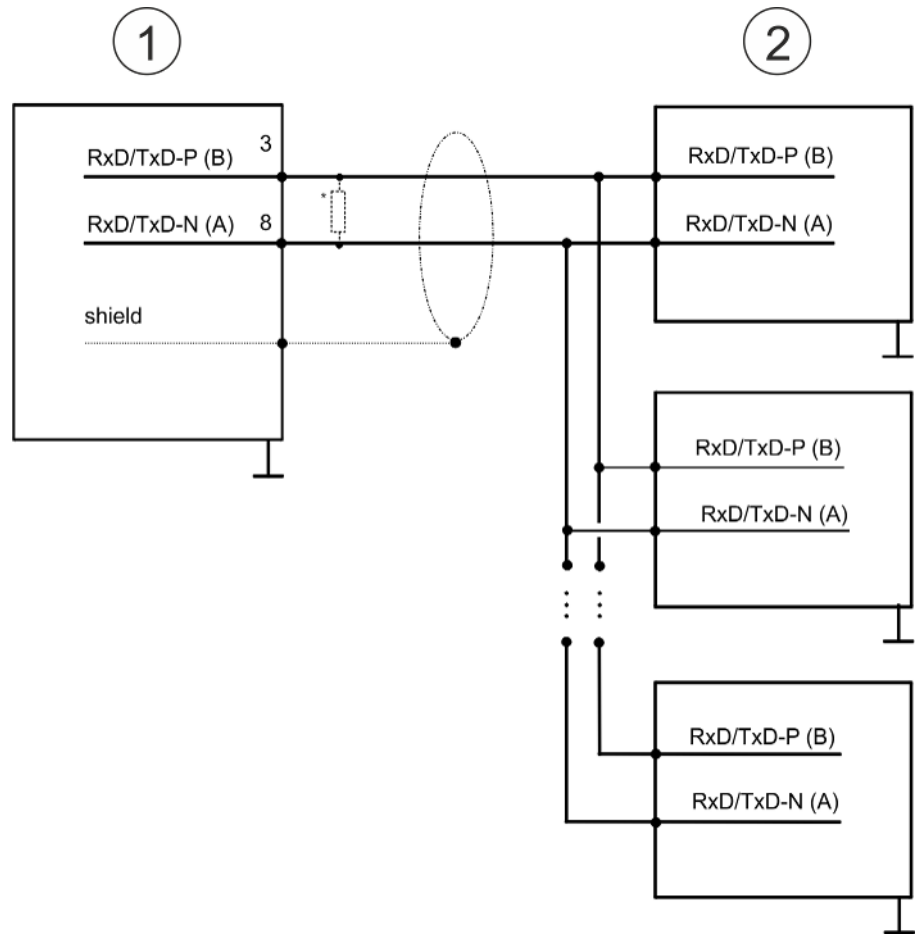 1
2
RxD/TxD-P (B) 3
RxD/TxD-N (A) 8
shield
*
RxD/TxD-P (B)
RxD/TxD-N (A)
RxD/TxD-P (B)
RxD/TxD-N (A)
RxD/TxD-P (B)
RxD/TxD-N (A)